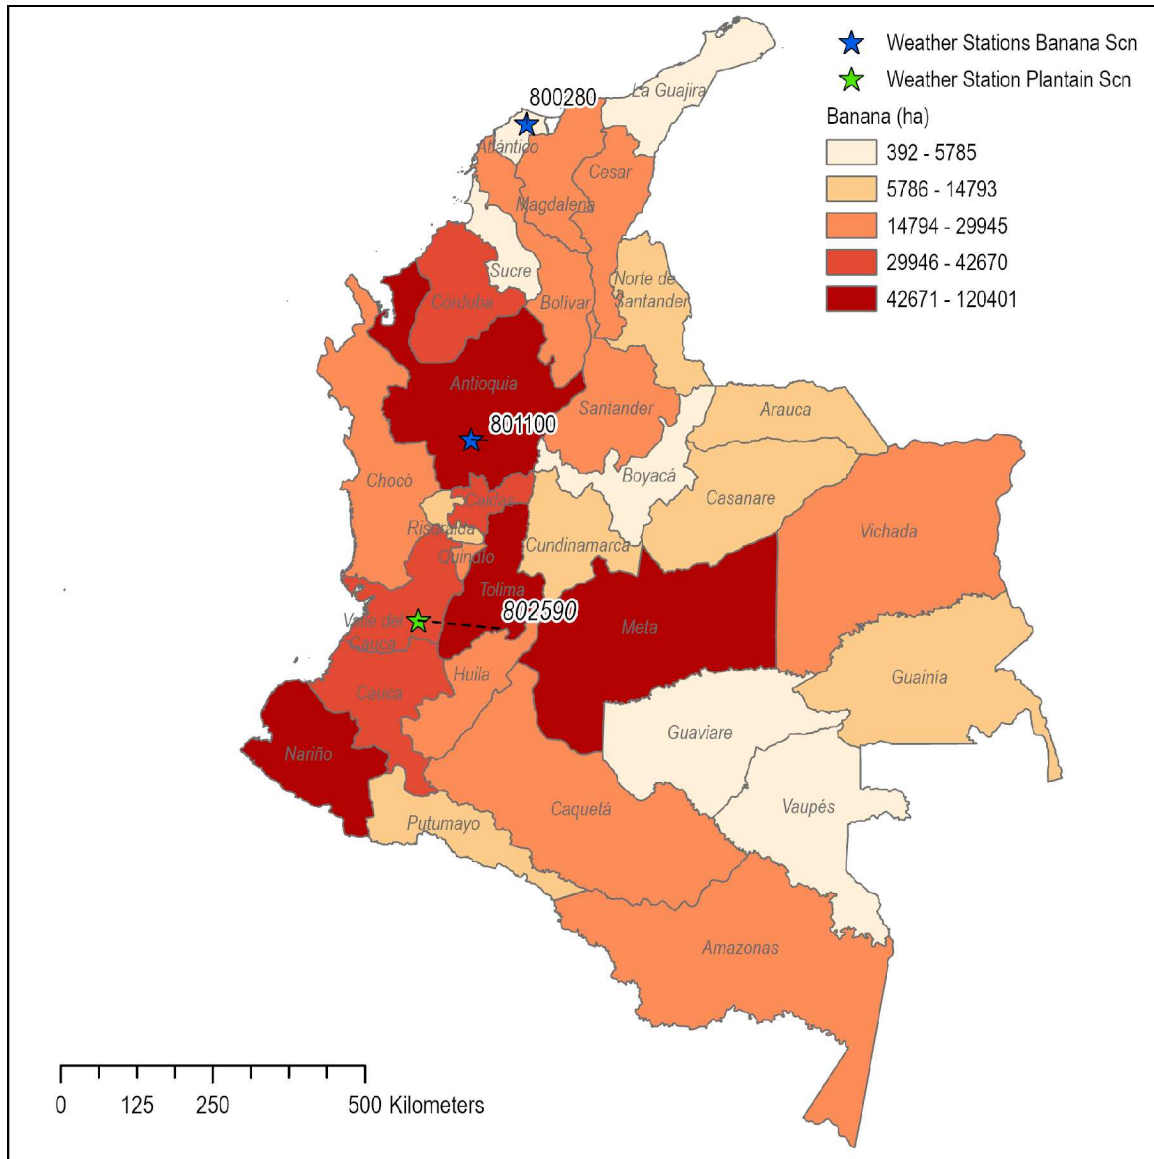 Weather Stations Banana Scn
Weather Station Plantain Scn
Banana (ha)
392 - 5785
5786 - 14793
14794 - 29945
29946 - 42670
42671 - 120401
800280
La Guajira
Atlántico
Cesar
Magdalena
Sucre
Norte de
Santander
Córdoba
Bolívar
Antioquia
Santander
Arauca
801100
Chocó
Boyacá
Caldas
Casanare
Risaralda
Vichada
Cundinamarca
Quindío
Tolima
802590
Valle del
Cauca
Meta
Huila
Guainía
Cauca
Guaviare
Nariño
Vaupés
Caquetá
Putumayo
Amazonas
0 125 250 500 Kilometers